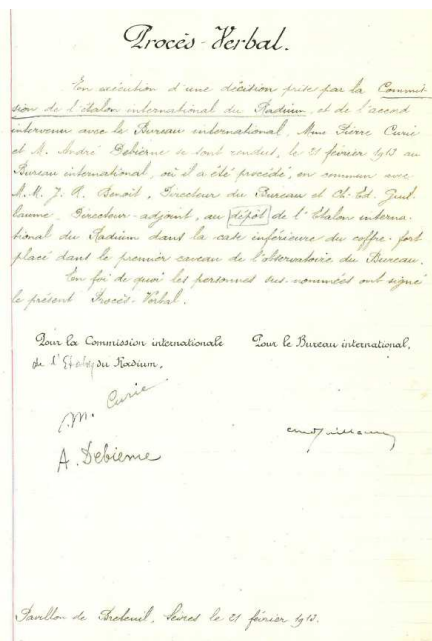 Procès-Verbal.
En exécution d'une décision prise par la Commis-
sion de l'étalon international du Radium, et de l'accord
intervenu avec le Bureau international, Mme Pierre Curie
et M. André Debierne se sont rendus, le 21 février 1913 au
Bureau international, où il a été procédé, en commun avec
M.M. J. R. Benoit, Directeur du Bureau et Ch. Ed. Guil-
laume, Directeur-adjoint, au dépôt de l'Etalon interna-
tional du Radium dans la case inférieure du coffre-fort
placé dans le premier caveau de l'observatoire du Bureau.
En foi de quoi les personnes sus-nommées ont signé
le présent Procès-Verbal.
Pour la Commission internationale Pour le Bureau international,
de l'Etalon du Radium,
M. Curie
A. Debierne
Pavillon de Breteuil, Sèvres le 21 février 1913.